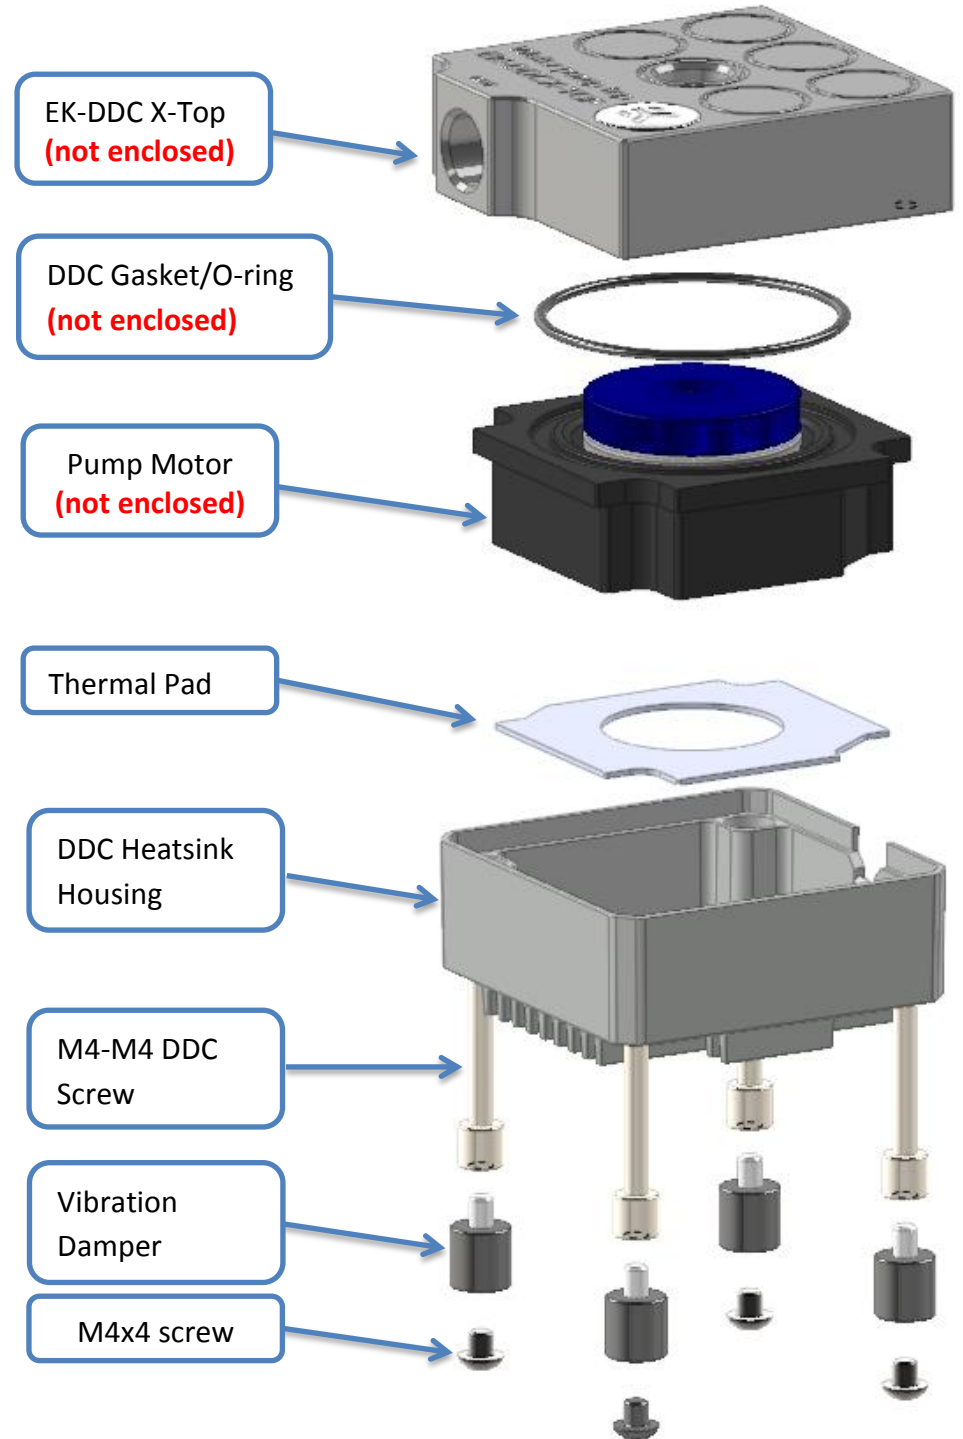 EK-DDC X-Top
(not enclosed)
DDC Gasket/O-ring
(not enclosed)
Pump Motor
(not enclosed)
Thermal Pad
DDC Heatsink
Housing
M4-M4 DDC
Screw
Vibration
Damper
M4x4 screw